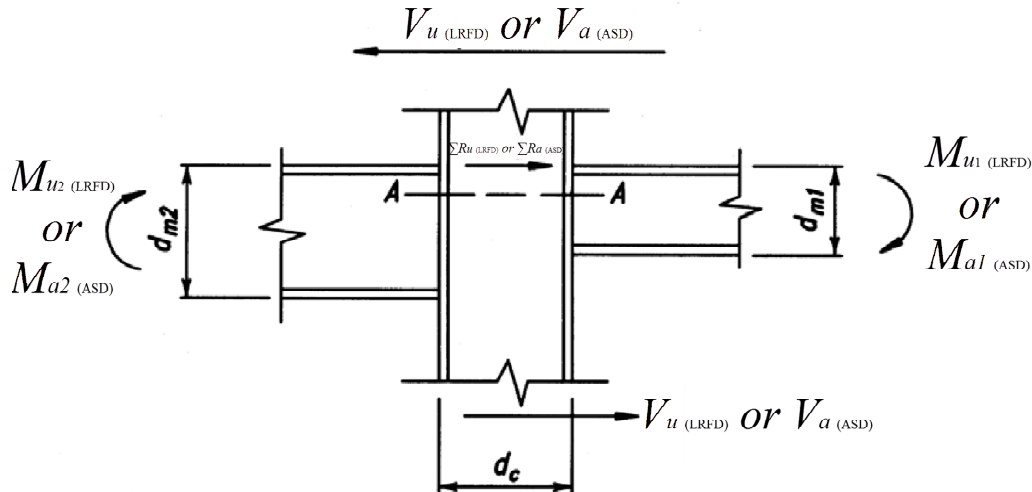 Vu (LRFD) or Va (ASD)
∑Ru (LRFD) or ∑Ra (ASD)
Mu2 (LRFD)
or
Ma2 (ASD)
dm2
A
A
dm1
Mu1 (LRFD)
or
Ma1 (ASD)
Vu (LRFD) or Va (ASD)
dc